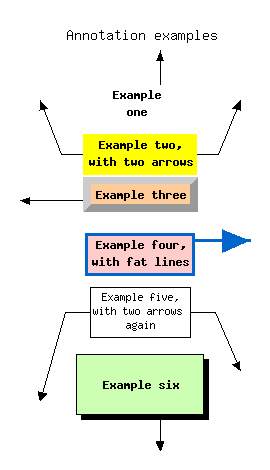 Annotation examples
Example
one
Example two,
with two arrows
Example three
Example four,
with fat lines
Example five,
with two arrows
again
Example six